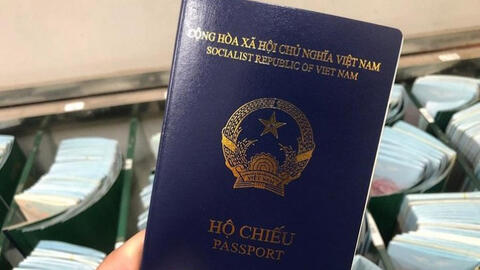 CỘNG HÒA XÃ HỘI CHỦ NGHĨA VIỆT NAM
SOCIALIST REPUBLIC OF VIET NAM
HỘ CHIẾU
PASSPORT